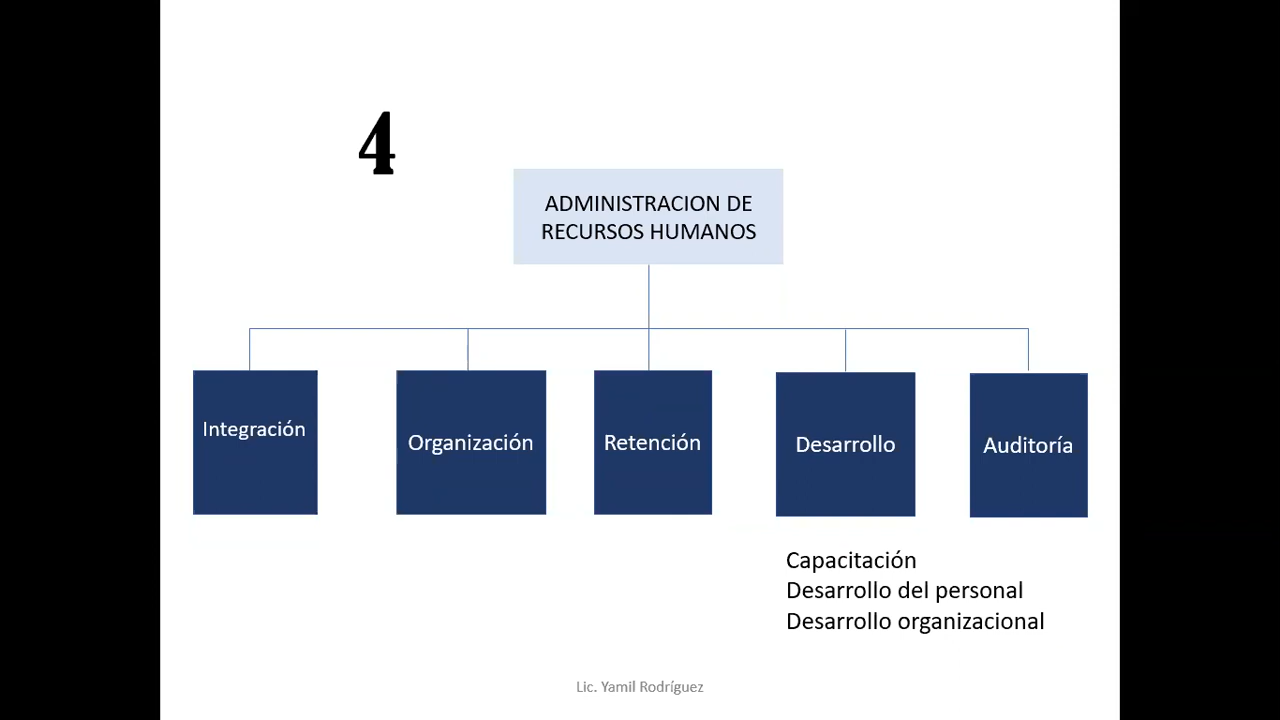 4
ADMINISTRACION DE
RECURSOS HUMANOS
Integración
Organización
Retención
Desarrollo
Auditoría
Capacitación
Desarrollo del personal
Desarrollo organizacional
Lic. Yamil Rodríguez